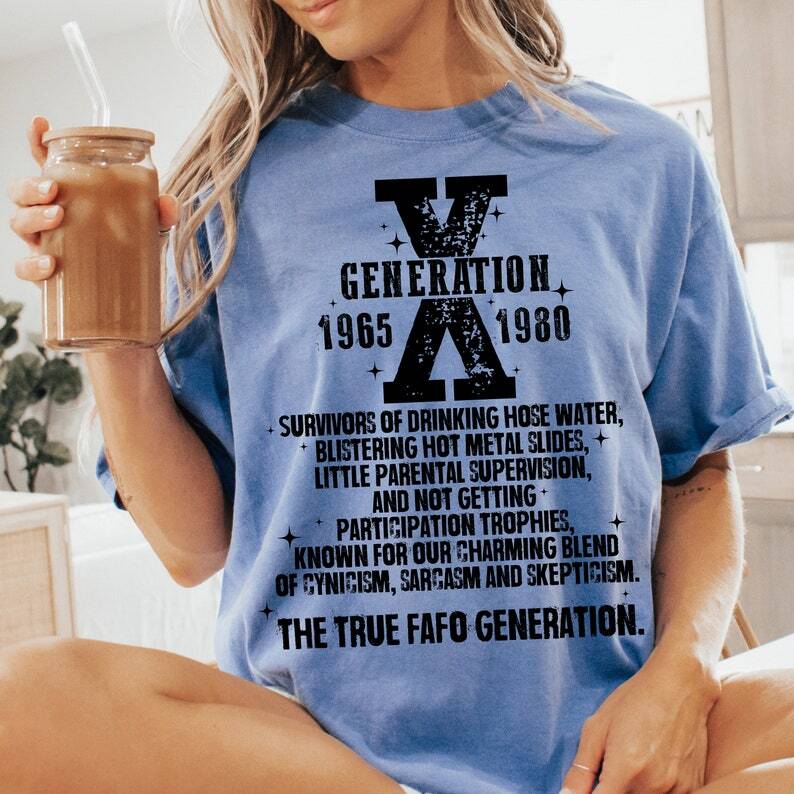 X
GENERATION
1965 1980
SURVIVORS OF DRINKING HOSE WATER,
BLISTERING HOT METAL SLIDES,
LITTLE PARENTAL SUPERVISION,
AND NOT GETTING
PARTICIPATION TROPHIES,
KNOWN FOR OUR CHARMING BLEND
OF CYNICISM, SARCASM AND SKEPTICISM.
THE TRUE FAFO GENERATION.